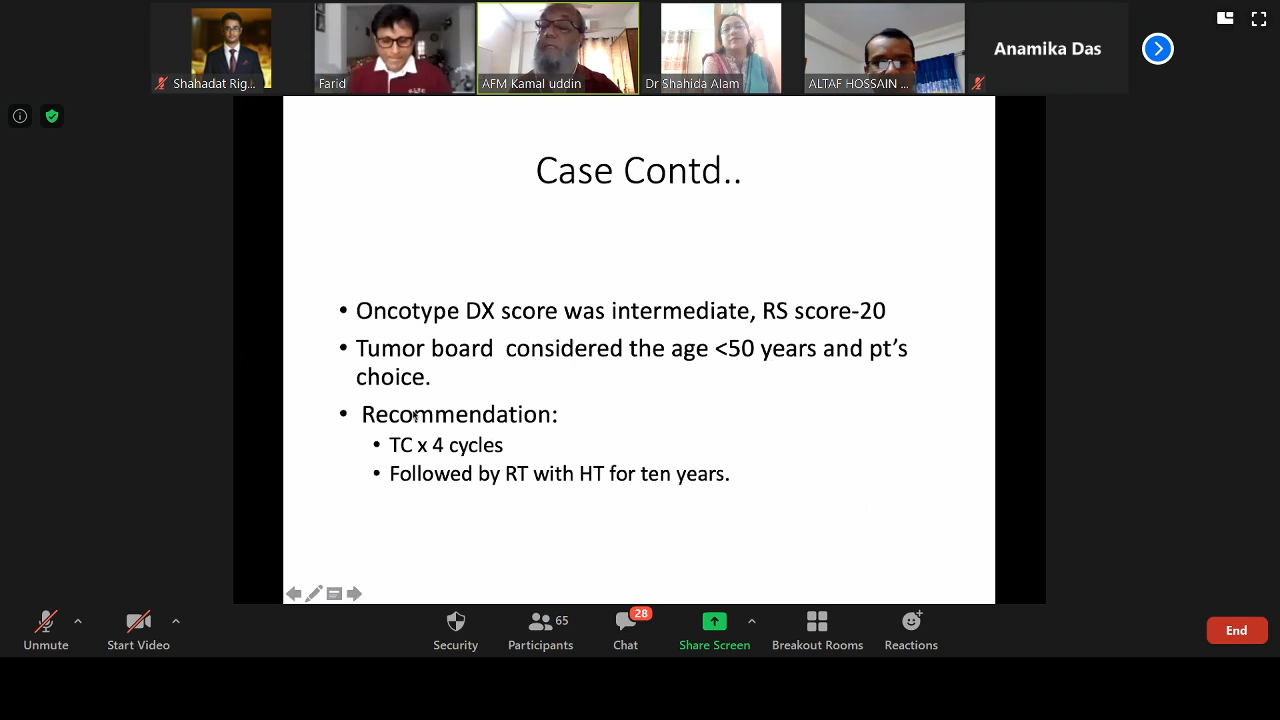 Shahadat Rig...
Farid
AFM Kamal uddin
Dr Shahida Alam
ALTAF HOSSAIN ...
Anamika Das
Case Contd..
• Oncotype DX score was intermediate, RS score-20
• Tumor board considered the age <50 years and pt’s
choice.
• Recommendation:
• TC x 4 cycles
• Followed by RT with HT for ten years.
Unmute
Start Video
Security
65
Participants
28
Chat
Share Screen
Breakout Rooms
Reactions
End